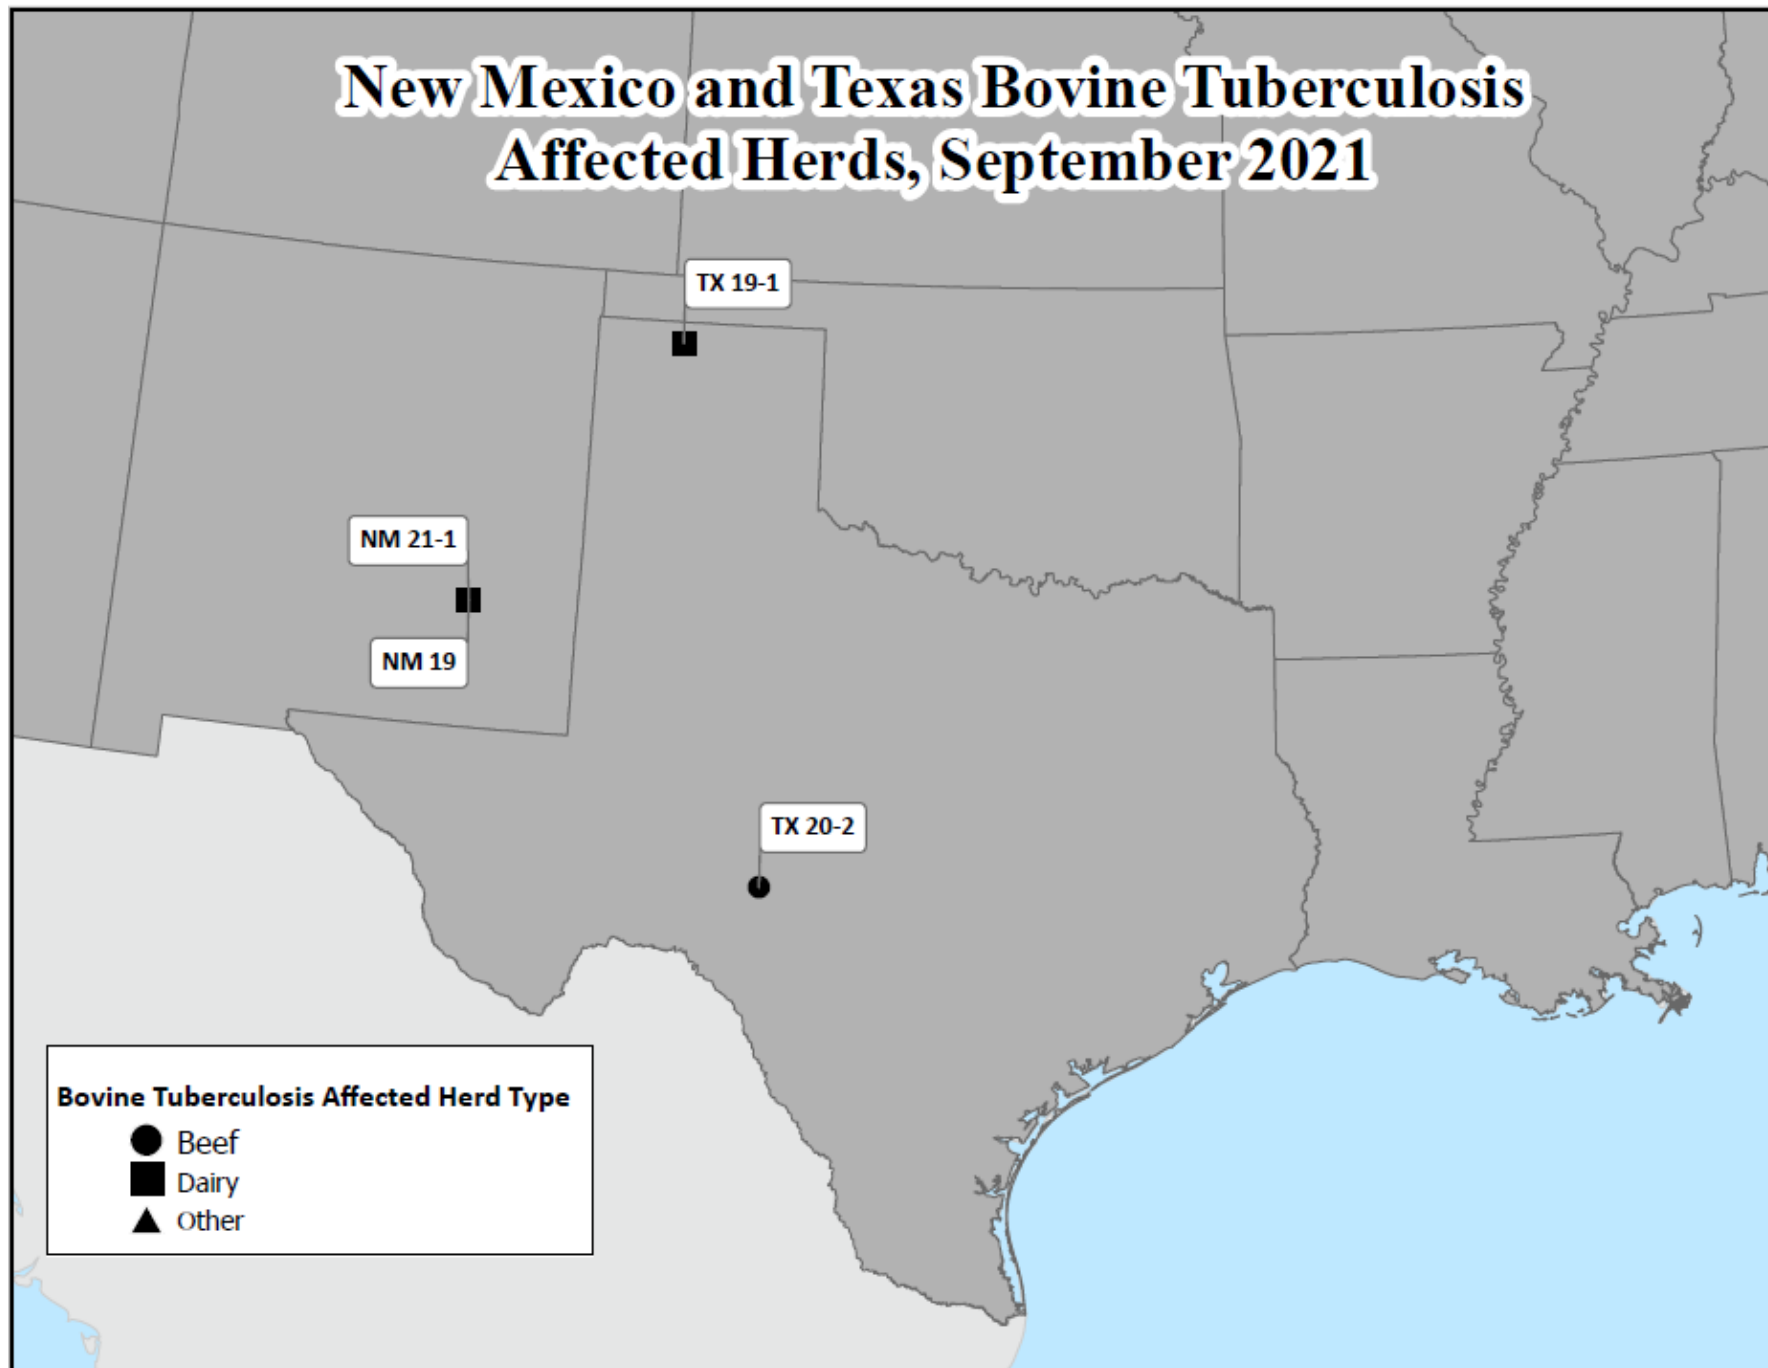 New Mexico and Texas Bovine Tuberculosis
Affected Herds, September 2021
TX 19-1
NM 21-1
NM 19
TX 20-2
Bovine Tuberculosis Affected Herd Type
Beef
Dairy
Other